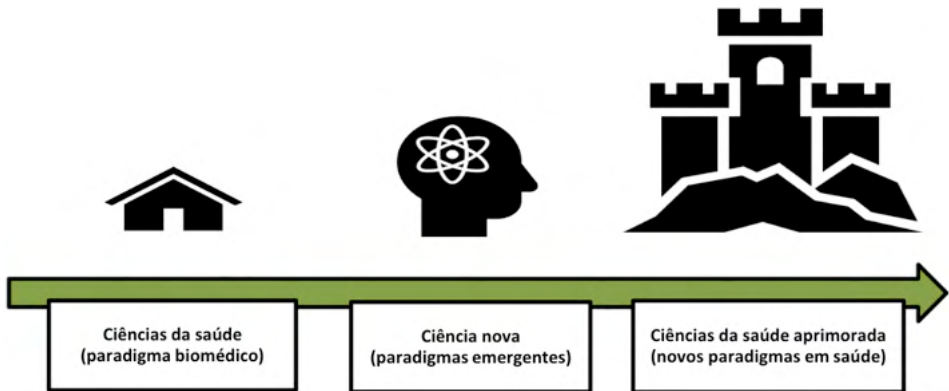 Ciências da saúde
(paradigma biomédico)
Ciência nova
(paradigmas emergentes)
Ciências da saúde aprimorada
(novos paradigmas em saúde)